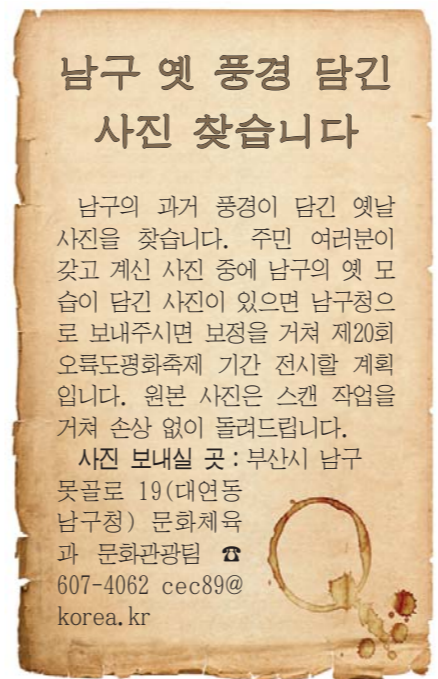 남구 옛 풍경 담긴
사진 찾습니다
남구의 과거 풍경이 담긴 옛날
사진을 찾습니다. 주민 여러분이
갖고 계신 사진 중에 남구의 옛 모
습이 담긴 사진이 있으면 남구청으
로 보내주시면 보정을 거쳐 제20회
오륙도평화축제 기간 전시할 계획
입니다. 원본 사진은 스캔 작업을
거쳐 손상 없이 돌려드립니다.
사진 보내실 곳 : 부산시 남구
못골로 19(대연동
남구청) 문화체육
과 문화관광팀 ☎
607-4062 cec89@
korea.kr